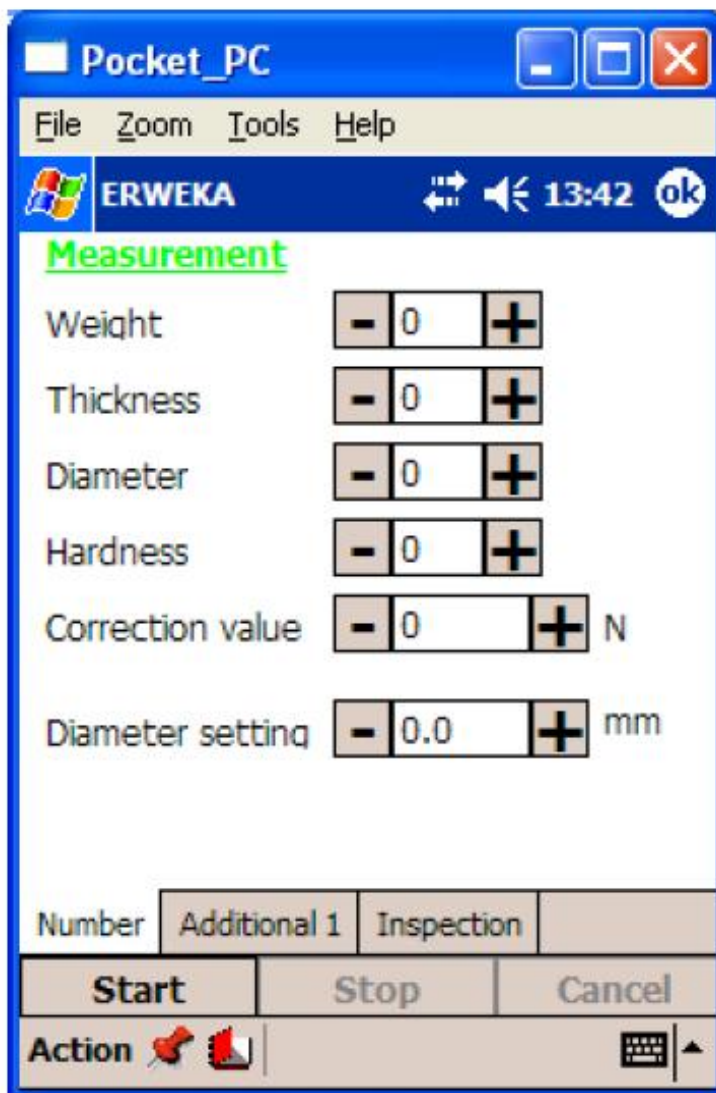 Pocket_PC
File Zoom Tools Help
ERWEKA 13:42 ok
Measurement
Weight - 0 +
Thickness - 0 +
Diameter - 0 +
Hardness - 0 +
Correction value - 0 + N
Diameter setting - 0.0 + mm
Number Additional 1 Inspection
Start Stop Cancel
Action